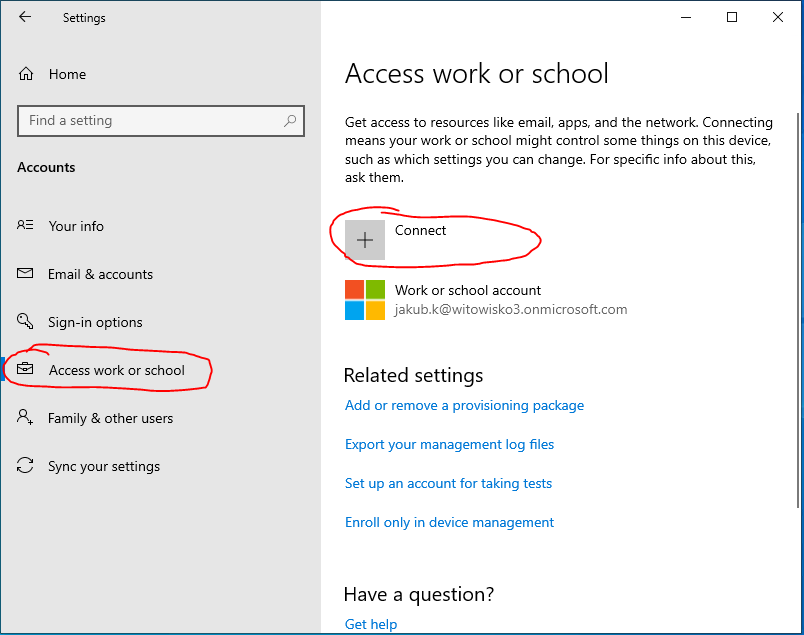 Settings
Home
Find a setting
Accounts
Your info
Email & accounts
Sign-in options
Access work or school
Family & other users
Sync your settings
Access work or school
Get access to resources like email, apps, and the network. Connecting
means your work or school might control some things on this device,
such as which settings you can change. For specific info about this,
ask them.
Connect
Work or school account
jakub.k@witowisko3.onmicrosoft.com
Related settings
Add or remove a provisioning package
Export your management log files
Set up an account for taking tests
Enroll only in device management
Have a question?
Get help